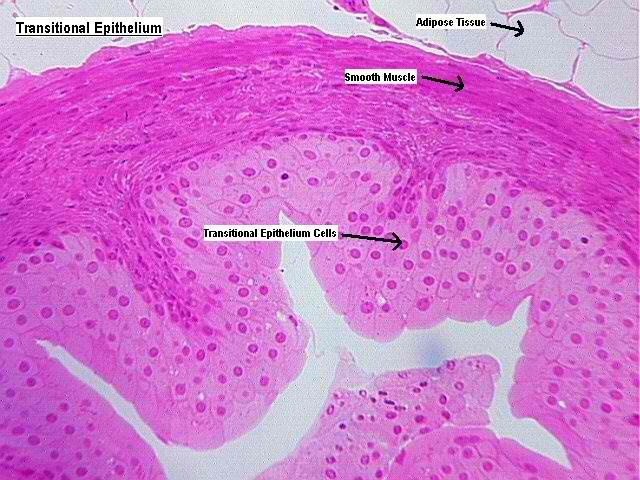 Transitional Epithelium
Adipose Tissue
Smooth Muscle
Transitional Epithelium Cells